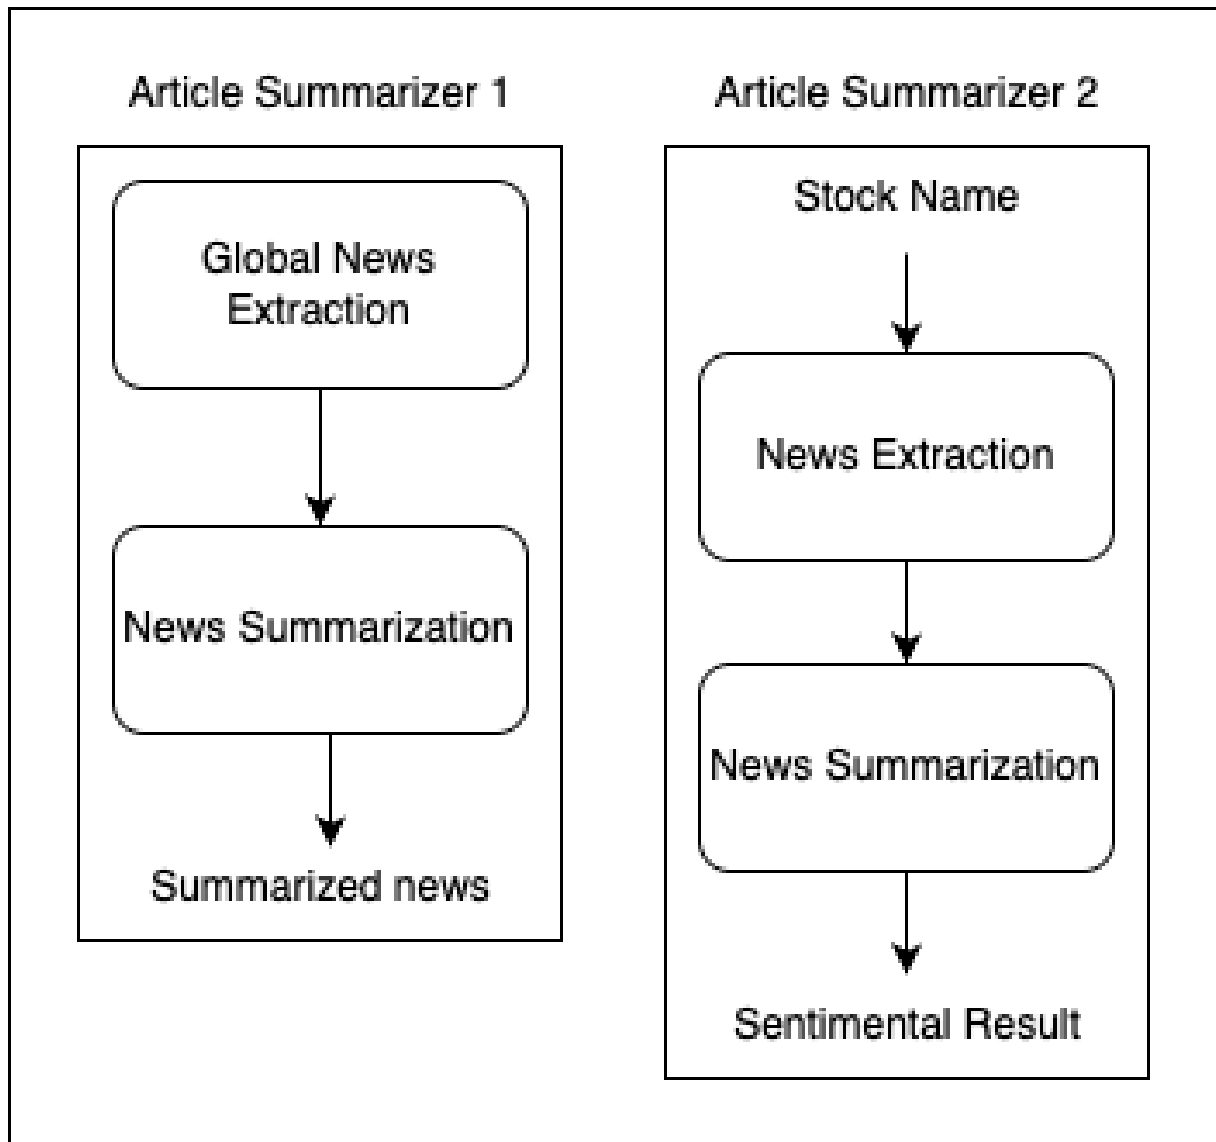 Article Summarizer 1
Global News
Extraction
News Summarization
Summarized news
Article Summarizer 2
Stock Name
News Extraction
News Summarization
Sentimental Result